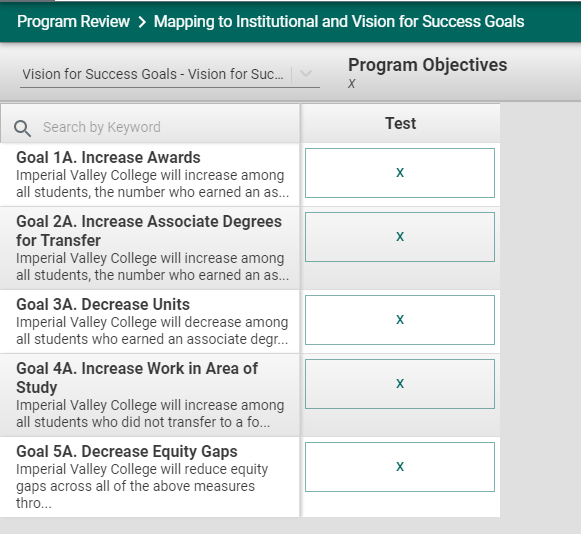 Program Review > Mapping to Institutional and Vision for Success Goals
Vision for Success Goals - Vision for Suc...
Program Objectives
X
Search by Keyword
Test
Goal 1A. Increase Awards
Imperial Valley College will increase among
all students, the number who earned an as...
X
Goal 2A. Increase Associate Degrees
for Transfer
Imperial Valley College will increase among
all students, the number who earned an as...
X
Goal 3A. Decrease Units
Imperial Valley College will decrease among
all students who earned an associate degr...
X
Goal 4A. Increase Work in Area of
Study
Imperial Valley College will increase among
all students who did not transfer to a fo...
X
Goal 5A. Decrease Equity Gaps
Imperial Valley College will reduce equity
gaps across all of the above measures
thro...
X